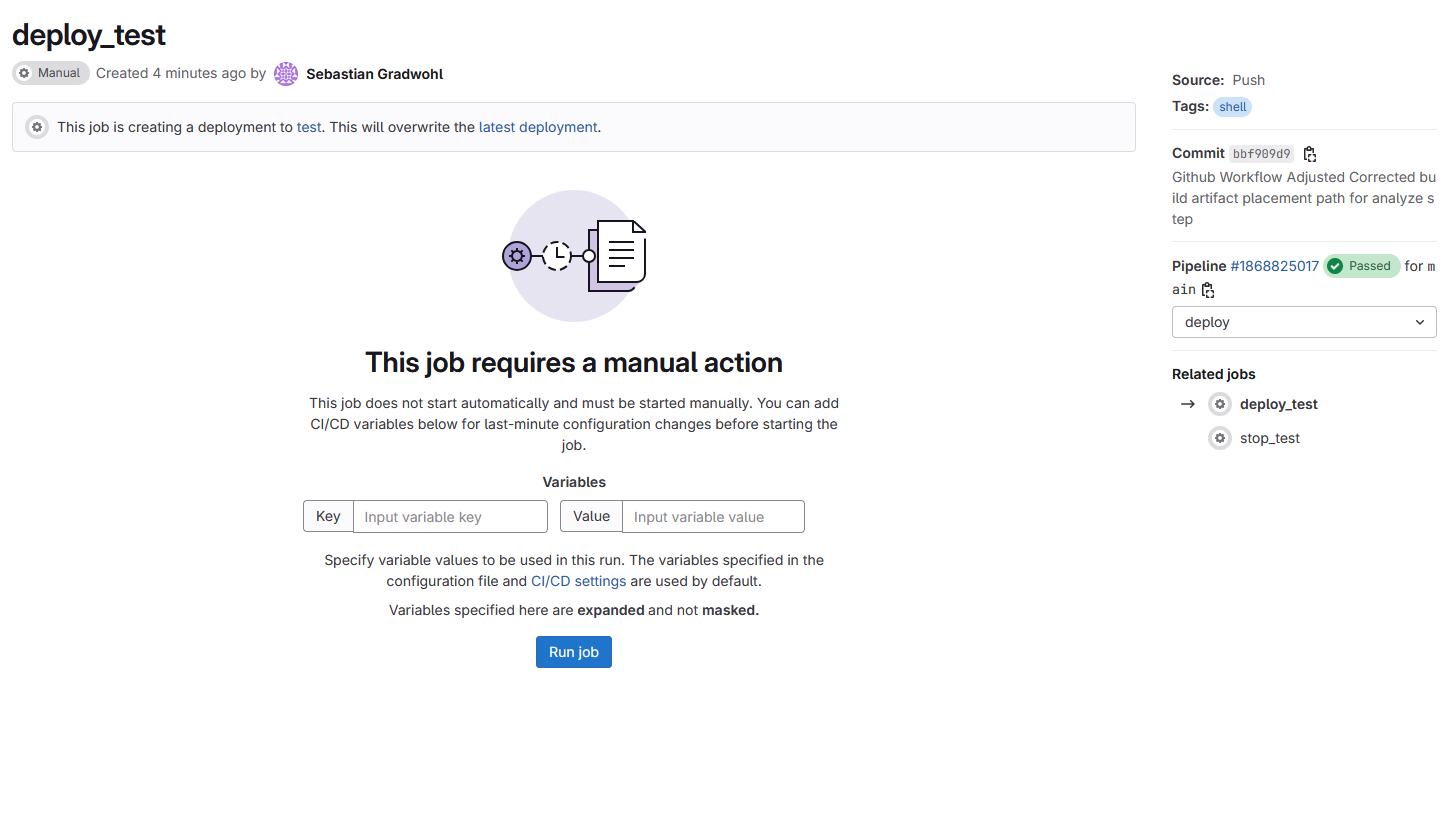 deploy_test
Manual Created 4 minutes ago by Sebastian Gradwohl
This job is creating a deployment to test. This will overwrite the latest deployment.
This job requires a manual action
This job does not start automatically and must be started manually. You can add
CI/CD variables below for last-minute configuration changes before starting the
job.
Variables
Key Input variable key Value Input variable value
Specify variable values to be used in this run. The variables specified in the
configuration file and CI/CD settings are used by default.
Variables specified here are expanded and not masked.
Run job
Source: Push
Tags: shell
Commit bbf909d9
Github Workflow Adjusted Corrected bu
ild artifact placement path for analyze s
tep
Pipeline #1868825017 Passed for m
ain
deploy
Related jobs
deploy_test
stop_test